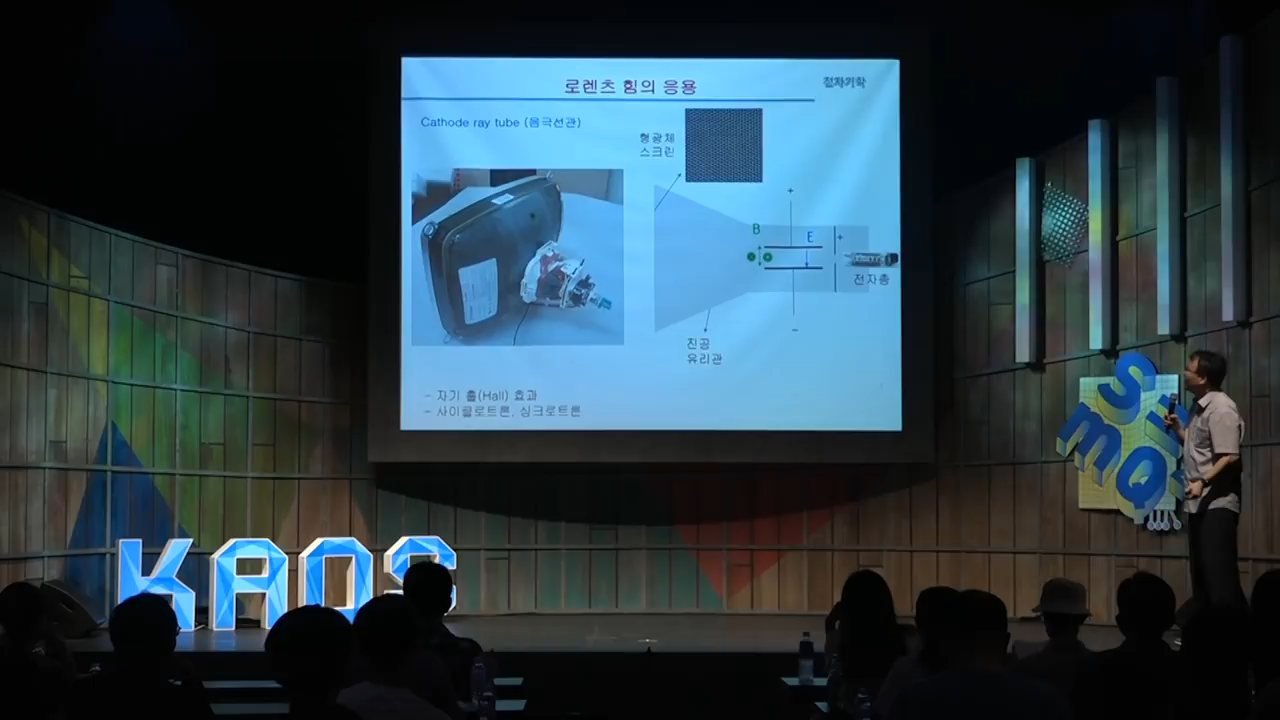 로렌츠 힘의 응용
전자기학
Cathode ray tube (음극선관)
형광체
스크린
+
B
E
+
전자총
-
진공
유리관
- 자기 홀(Hall) 효과
- 사이클로트론, 싱크로트론
KAOS
S
T
M
Q